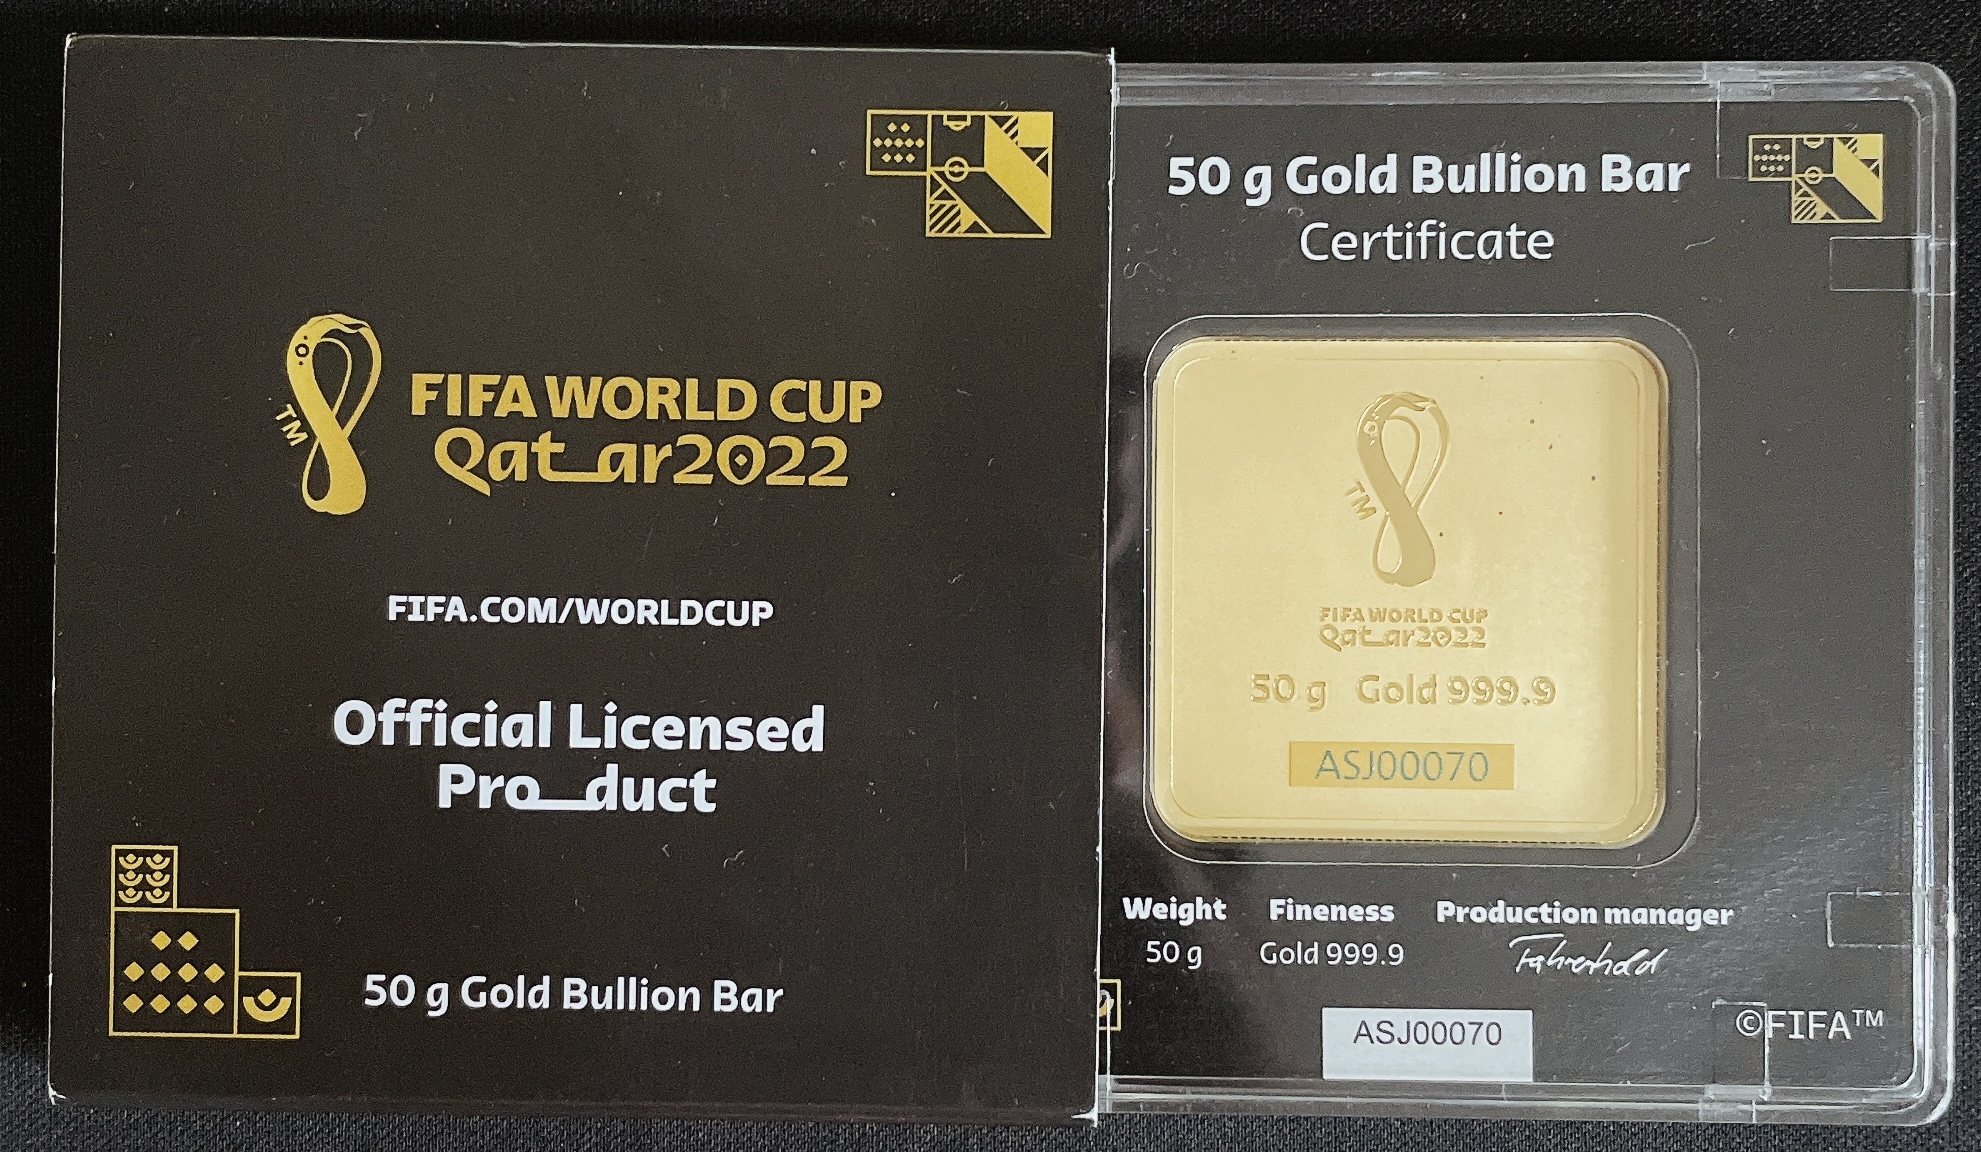 TM
FIFA WORLD CUP
Qatar2022
FIFA.COM/WORLDCUP
Official Licensed
Product
50 g Gold Bullion Bar
50 g Gold Bullion Bar
Certificate
TM
FIFA WORLD CUP
Qatar2022
50 g Gold 999.9
ASJ00070
Weight Fineness Production manager
50 g Gold 999.9
ASJ00070
©FIFA™